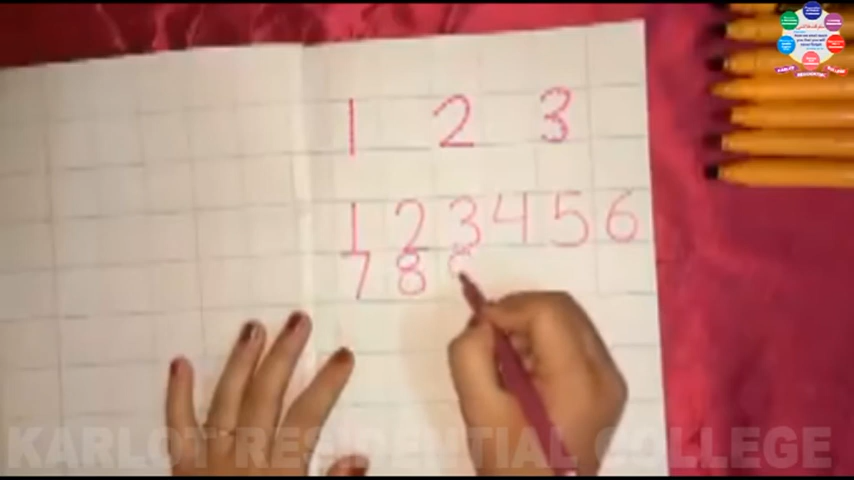 1 2 3
1 2 3 4 5 6
7 8
KARLOT RESIDENTIAL COLLEGE